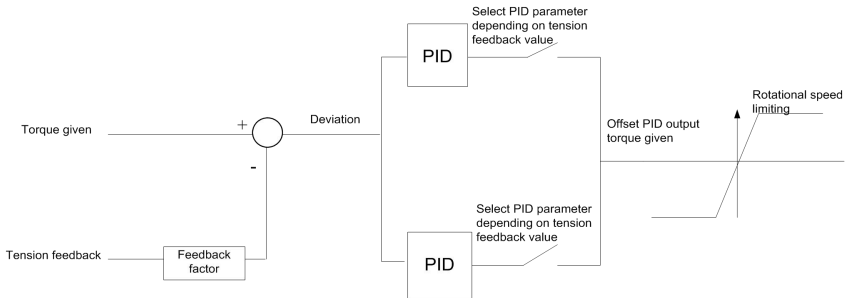 Select PID parameter
depending on tension
feedback value
PID
Rotational speed
limiting
+
Deviation
Torque given
Offset PID output
torque given
-
Select PID parameter
depending on tension
feedback value
Tension feedback
Feedback
factor
PID